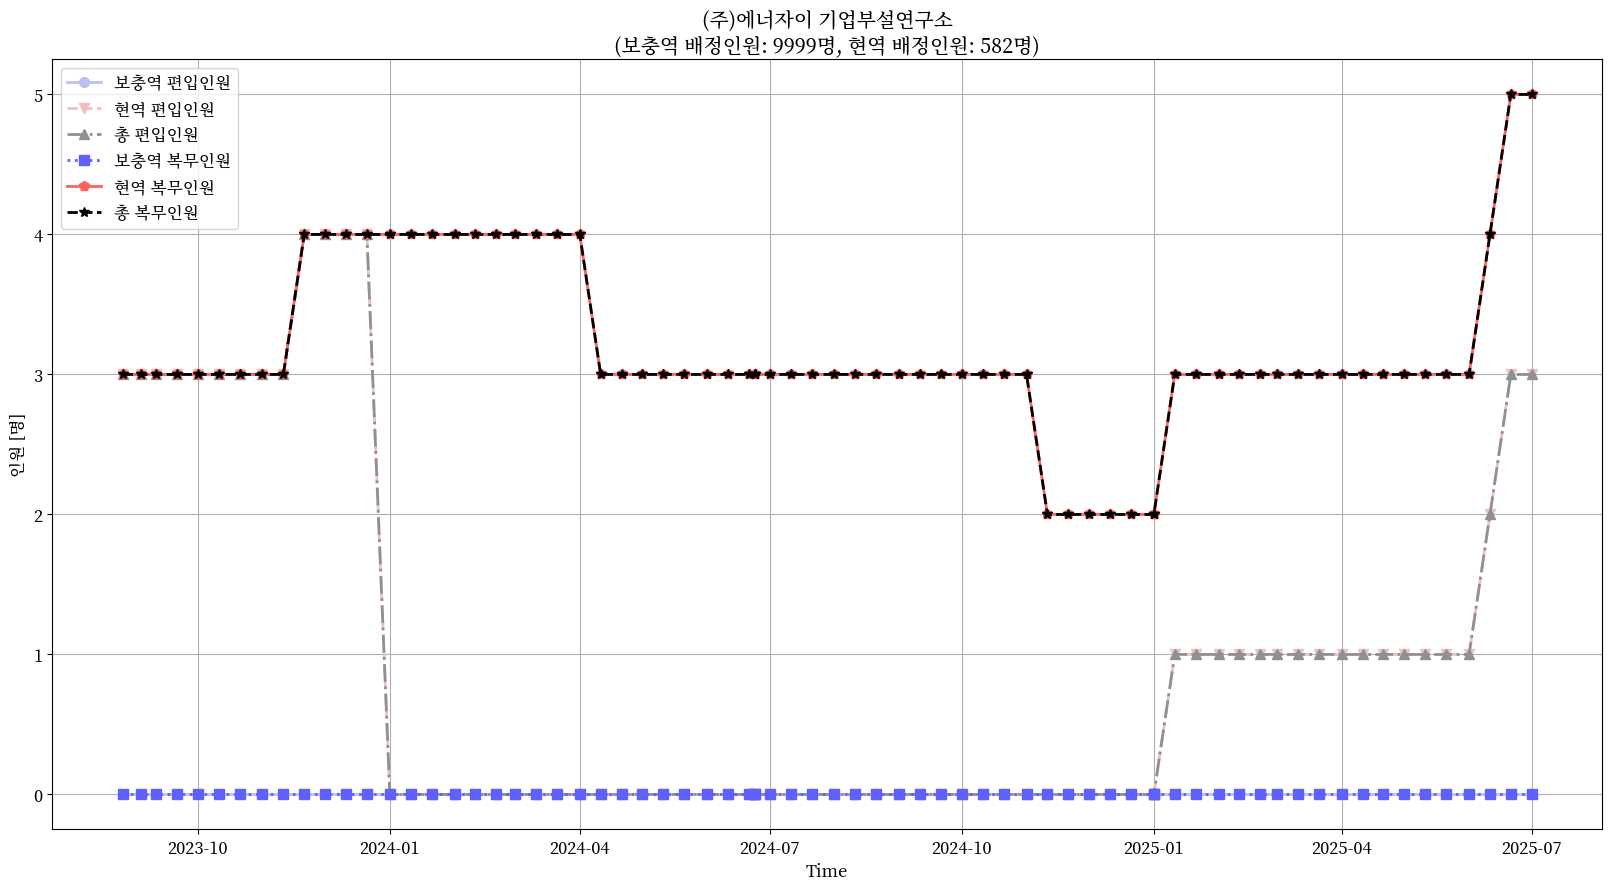 (주)에너자이 기업부설연구소
(보충역 배정인원: 9999명, 현역 배정인원: 582명)
보충역 편입인원
현역 편입인원
총 편입인원
보충역 복무인원
현역 복무인원
총 복무인원
인원 [명]
5
4
3
2
1
0
2023-10
2024-01
2024-04
2024-07
2024-10
2025-01
2025-04
2025-07
Time